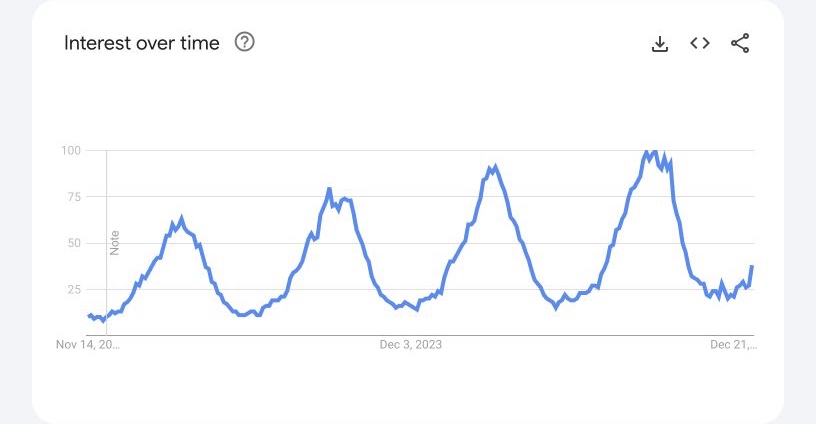 Interest over time
100
75
50
25
Note
Nov 14, 20...
Dec 3, 2023
Dec 21,...